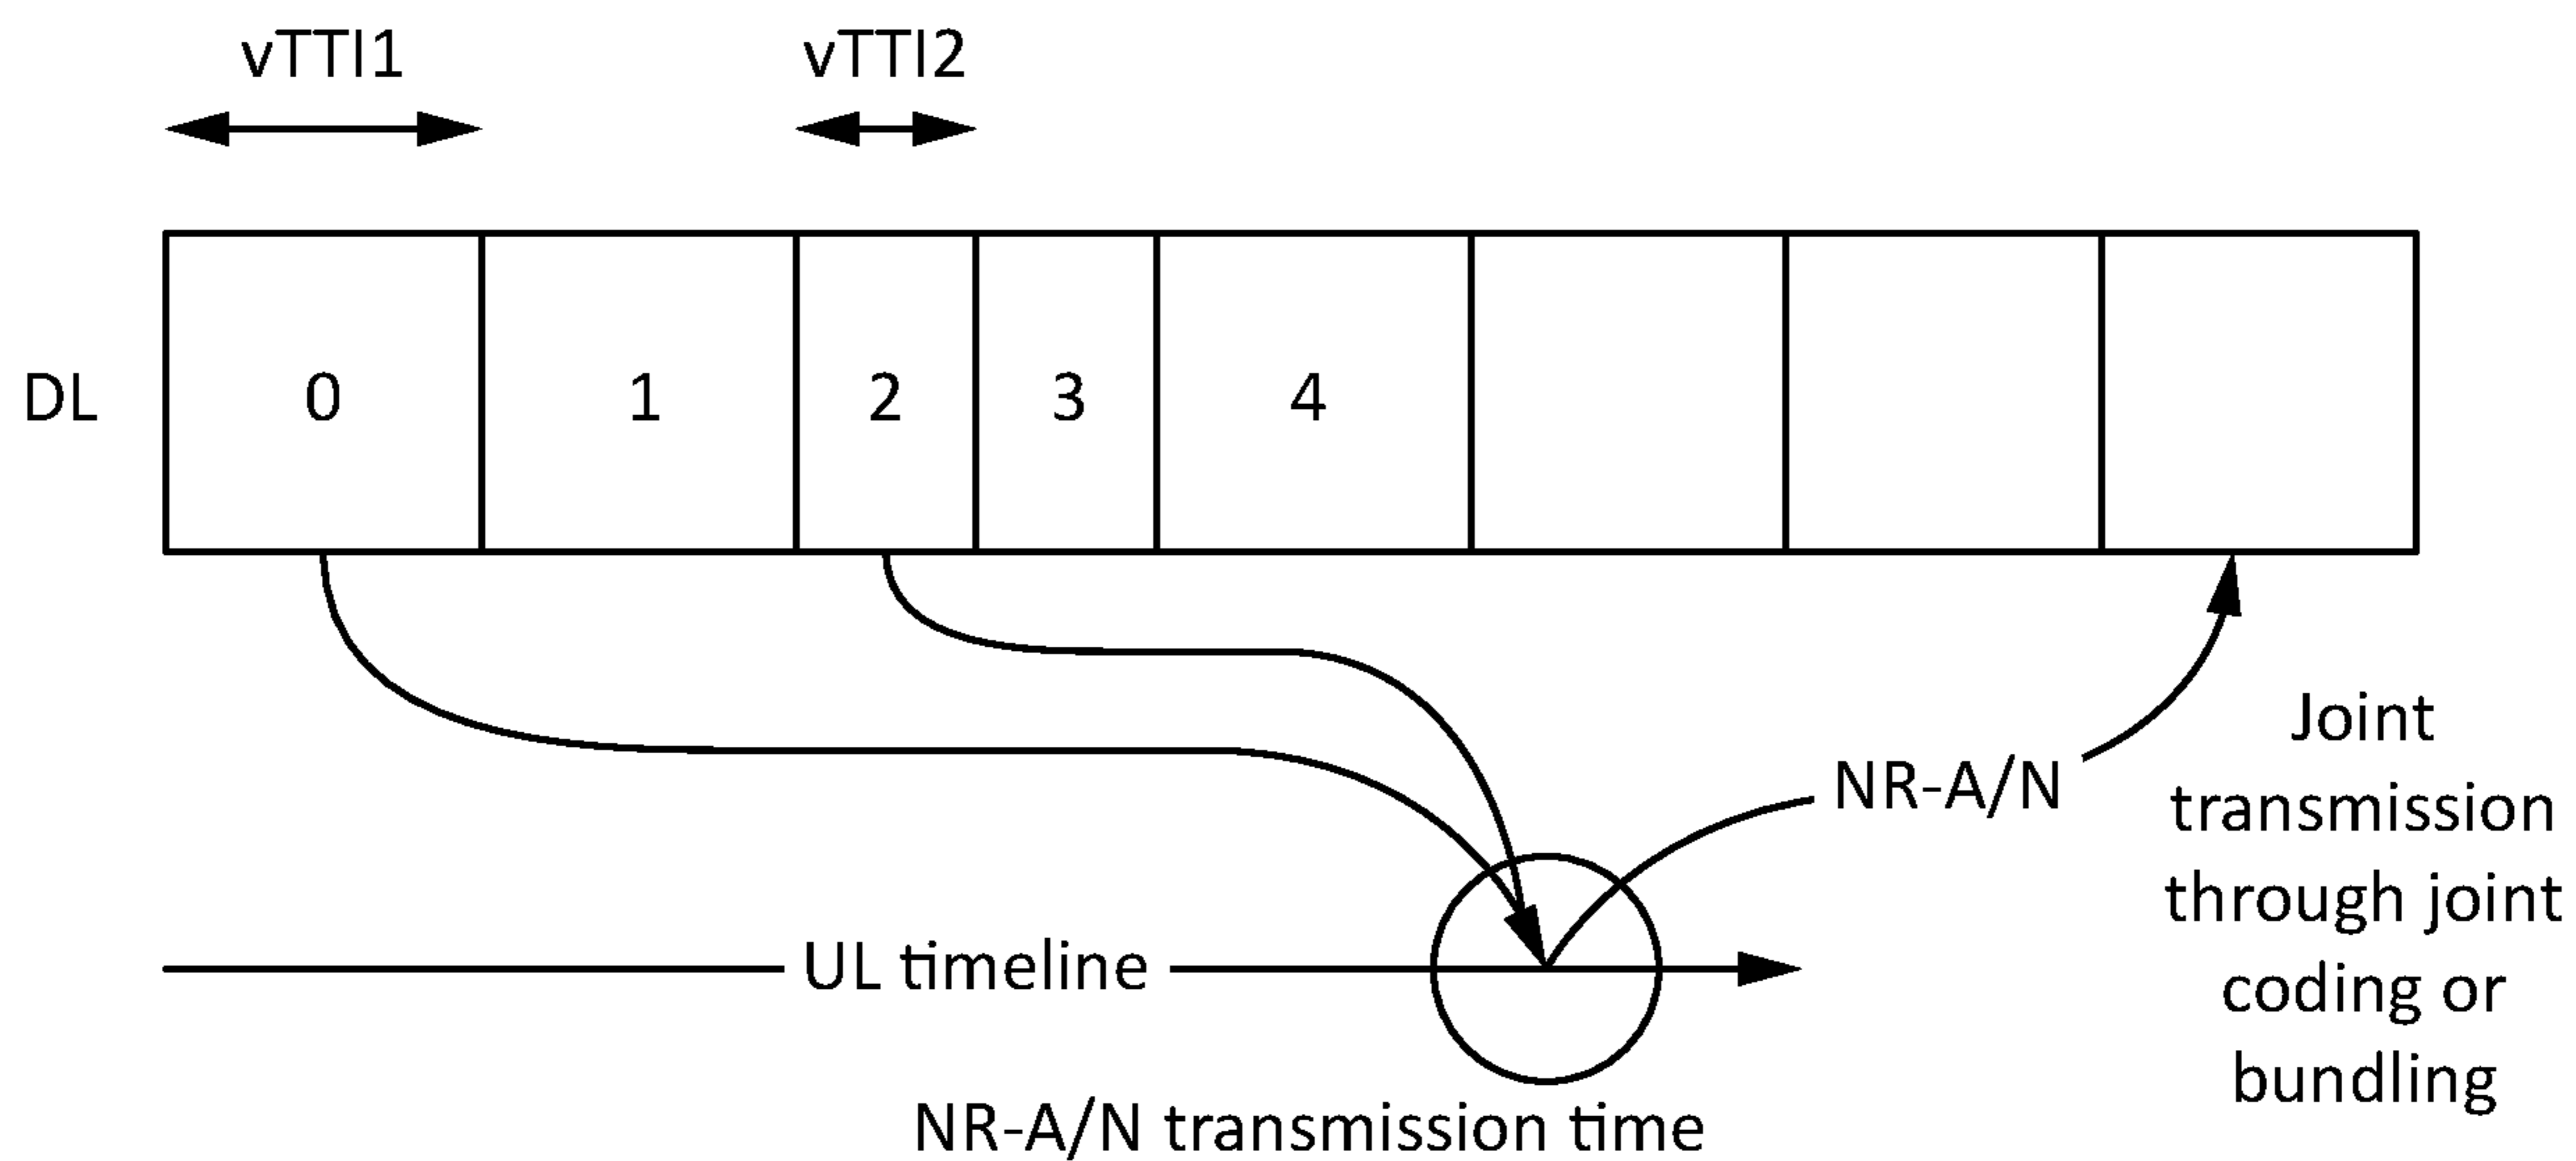 vTTI1
vTTI2
DL
0
1
2
3
4
NR-A/N
Joint
transmission
through joint
coding or
bundling
UL timeline
NR-A/N transmission time